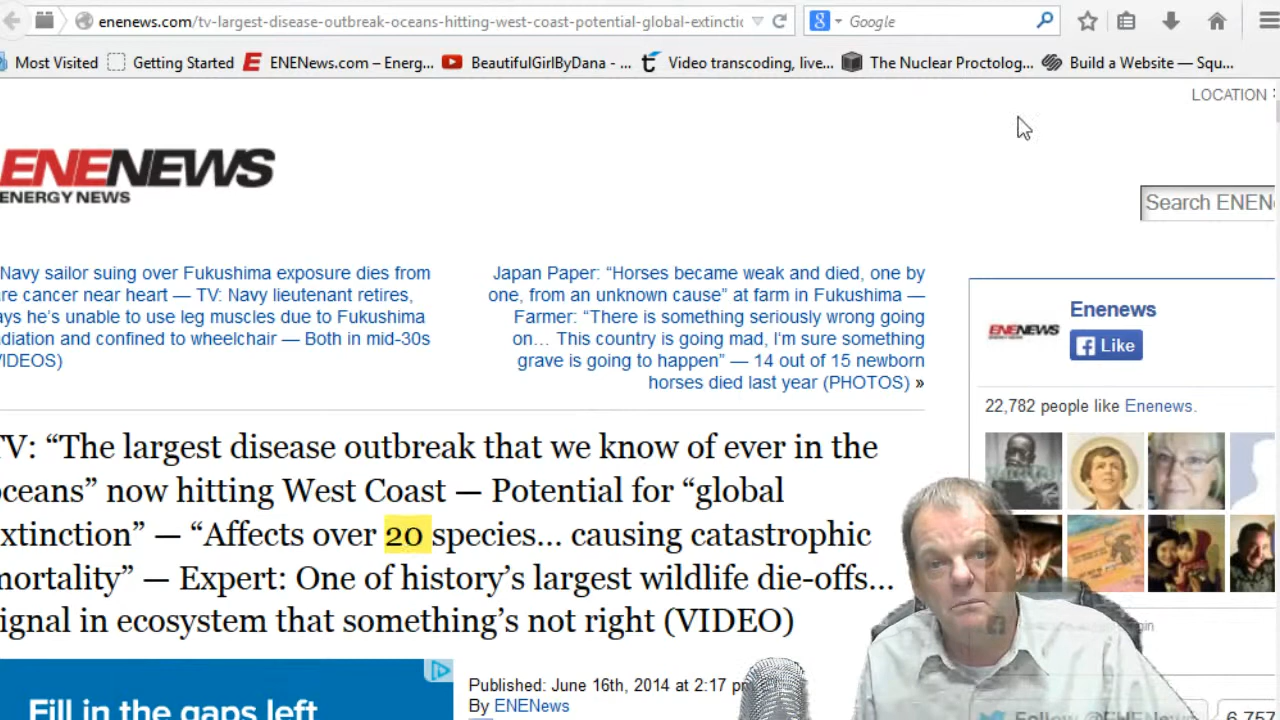 enenews.com/tv-largest-disease-outbreak-oceans-hitting-west-coast-potential-global-extinctic
Google
Most Visited
Getting Started
ENENews.com – Energ...
BeautifulGirlByDana - ...
Video transcoding, live...
The Nuclear Proctolog...
Build a Website — Squ...
LOCATION
ENENEWS
ENERGY NEWS
Search ENEN
Navy sailor suing over Fukushima exposure dies from
re cancer near heart — TV: Navy lieutenant retires,
ays he’s unable to use leg muscles due to Fukushima
diation and confined to wheelchair — Both in mid-30s
VIDEOS)
Japan Paper: “Horses became weak and died, one by
one, from an unknown cause” at farm in Fukushima —
Farmer: “There is something seriously wrong going
on… This country is going mad, I’m sure something
grave is going to happen” — 14 out of 15 newborn
horses died last year (PHOTOS) »
Enenews
Like
22,782 people like Enenews.
TV: “The largest disease outbreak that we know of ever in the
oceans” now hitting West Coast — Potential for “global
xtinction” — “Affects over 20 species… causing catastrophic
mortality” — Expert: One of history’s largest wildlife die-offs…
ignal in ecosystem that something’s not right (VIDEO)
Fill in the gaps left
Published: June 16th, 2014 at 2:17 pm
By ENENews
Follow @ENENews
6,757